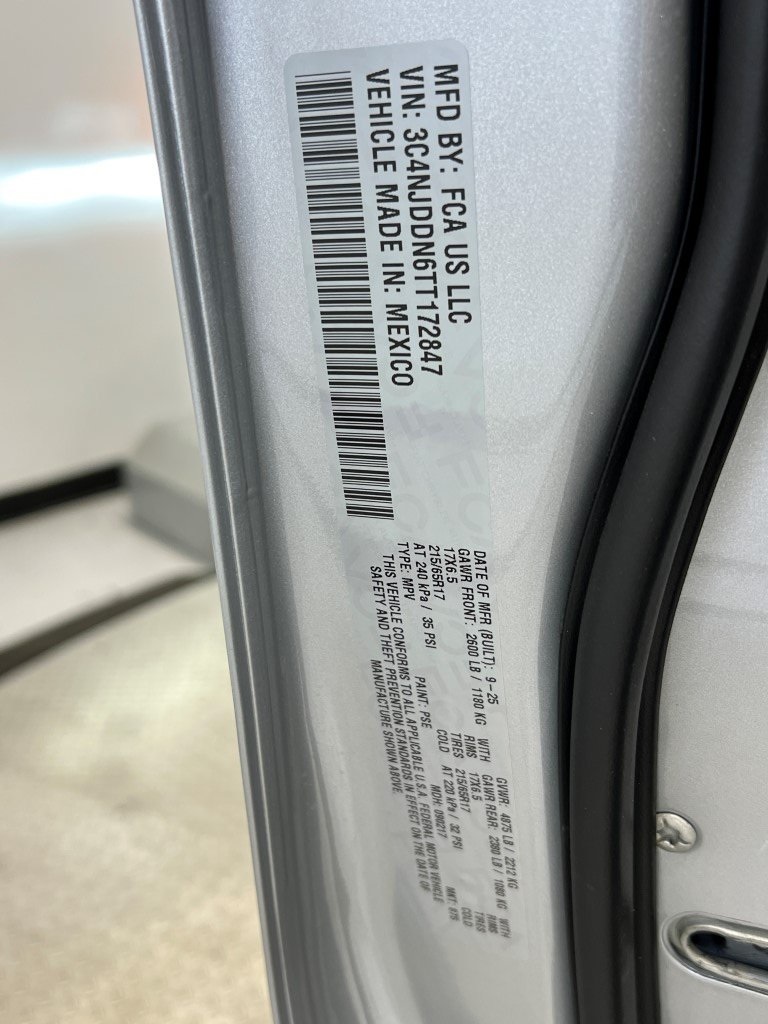 MFD BY: FCA US LLC
VIN: 3C4NJDDN6TT172847
VEHICLE MADE IN: MEXICO
DATE OF MFR (BUILT): 9-25 GVWR: 4875 LB / 2212 KG
GAWR FRONT: 2600 LB / 1180 KG WITH GAWR REAR: 2380 LB / 1080 KG WITH
17X6.5 RIMS 17X6.5 RIMS
215/65R17 TIRES 215/65R17 TIRES
AT 240 kPa / 35 PSI COLD AT 220 kPa / 32 PSI COLD
TYPE: MPV PAINT: PSE MDH: 090217 MKT:
THIS VEHICLE CONFORMS TO ALL APPLICABLE U.S.A. FEDERAL MOTOR VEHICLE
SAFETY AND THEFT PREVENTION STANDARDS IN EFFECT ON THE DATE OF
MANUFACTURE SHOWN ABOVE.